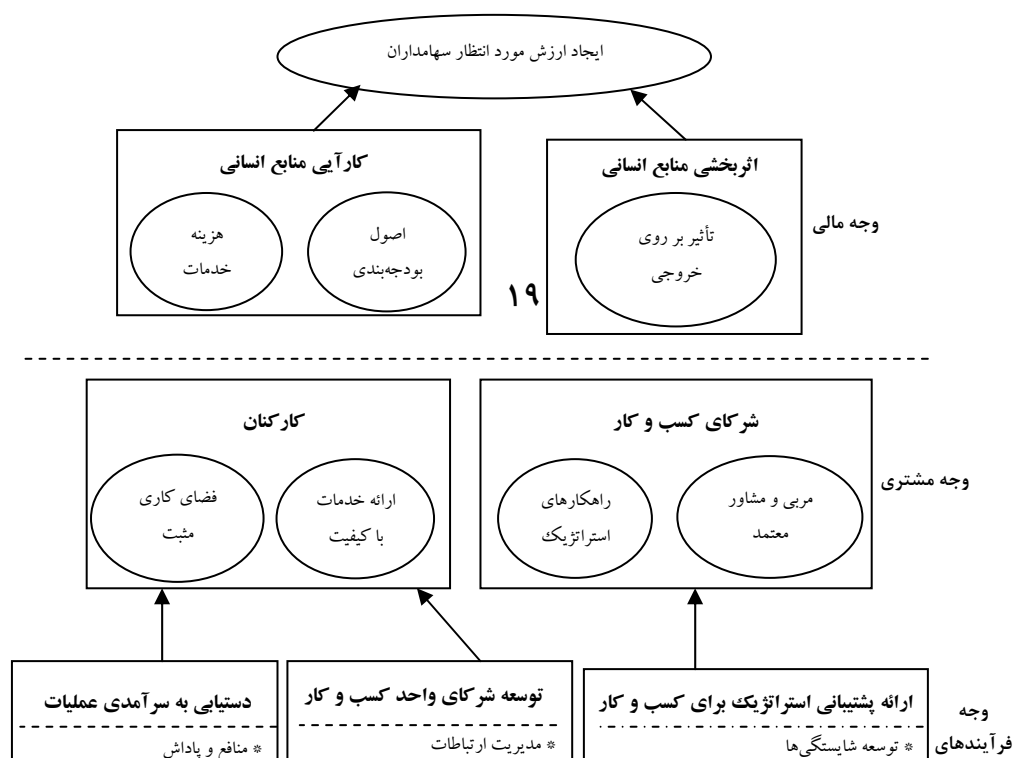 ایجاد ارزش مورد انتظار سهامداران
اثربخشی منابع انسانی
تأثیر بر روی
خروجی
کارآیی منابع انسانی
اصول
بودجه‌بندی
هزینه
خدمات
وجه مالی
۱۹
شرکای کسب و کار
مربی و مشاور
معتمد
راهکارهای
استراتژیک
کارکنان
ارائه خدمات
با کیفیت
فضای کاری
مثبت
وجه مشتری
وجه
فرآیندهای
ارائه پشتیبانی استراتژیک برای کسب و کار
* توسعه شایستگی‌ها
توسعه شرکای واحد کسب و کار
* مدیریت ارتباطات
دستیابی به سرآمدی عملیات
* منافع و پاداش